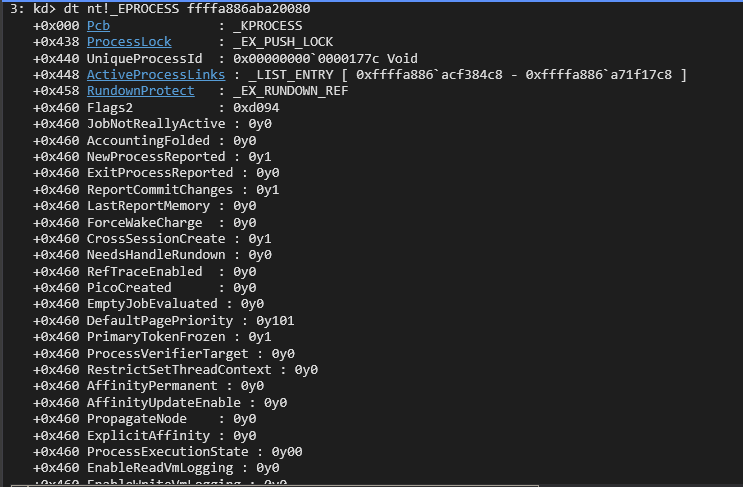 3: kd> dt nt!_EPROCESS ffffa886aba20080
+0x000 Pcb : _KPROCESS
+0x438 ProcessLock : _EX_PUSH_LOCK
+0x440 UniqueProcessId : 0x00000000`0000177c Void
+0x448 ActiveProcessLinks : _LIST_ENTRY [ 0xffffa886`acf384c8 - 0xffffa886`a71f17c8 ]
+0x458 RundownProtect : _EX_RUNDOWN_REF
+0x460 Flags2 : 0xd094
+0x460 JobNotReallyActive : 0y0
+0x460 AccountingFolded : 0y0
+0x460 NewProcessReported : 0y1
+0x460 ExitProcessReported : 0y0
+0x460 ReportCommitChanges : 0y1
+0x460 LastReportMemory : 0y0
+0x460 ForceWakeCharge : 0y0
+0x460 CrossSessionCreate : 0y1
+0x460 NeedsHandleRundown : 0y0
+0x460 RefTraceEnabled : 0y0
+0x460 PicoCreated : 0y0
+0x460 EmptyJobEvaluated : 0y0
+0x460 DefaultPagePriority : 0y101
+0x460 PrimaryTokenFrozen : 0y1
+0x460 ProcessVerifierTarget : 0y0
+0x460 RestrictSetThreadContext : 0y0
+0x460 AffinityPermanent : 0y0
+0x460 AffinityUpdateEnable : 0y0
+0x460 PropagateNode : 0y0
+0x460 ExplicitAffinity : 0y0
+0x460 ProcessExecutionState : 0y00
+0x460 EnableReadVmLogging : 0y0
+0x460 EnableWriteVmLogging : 0y0